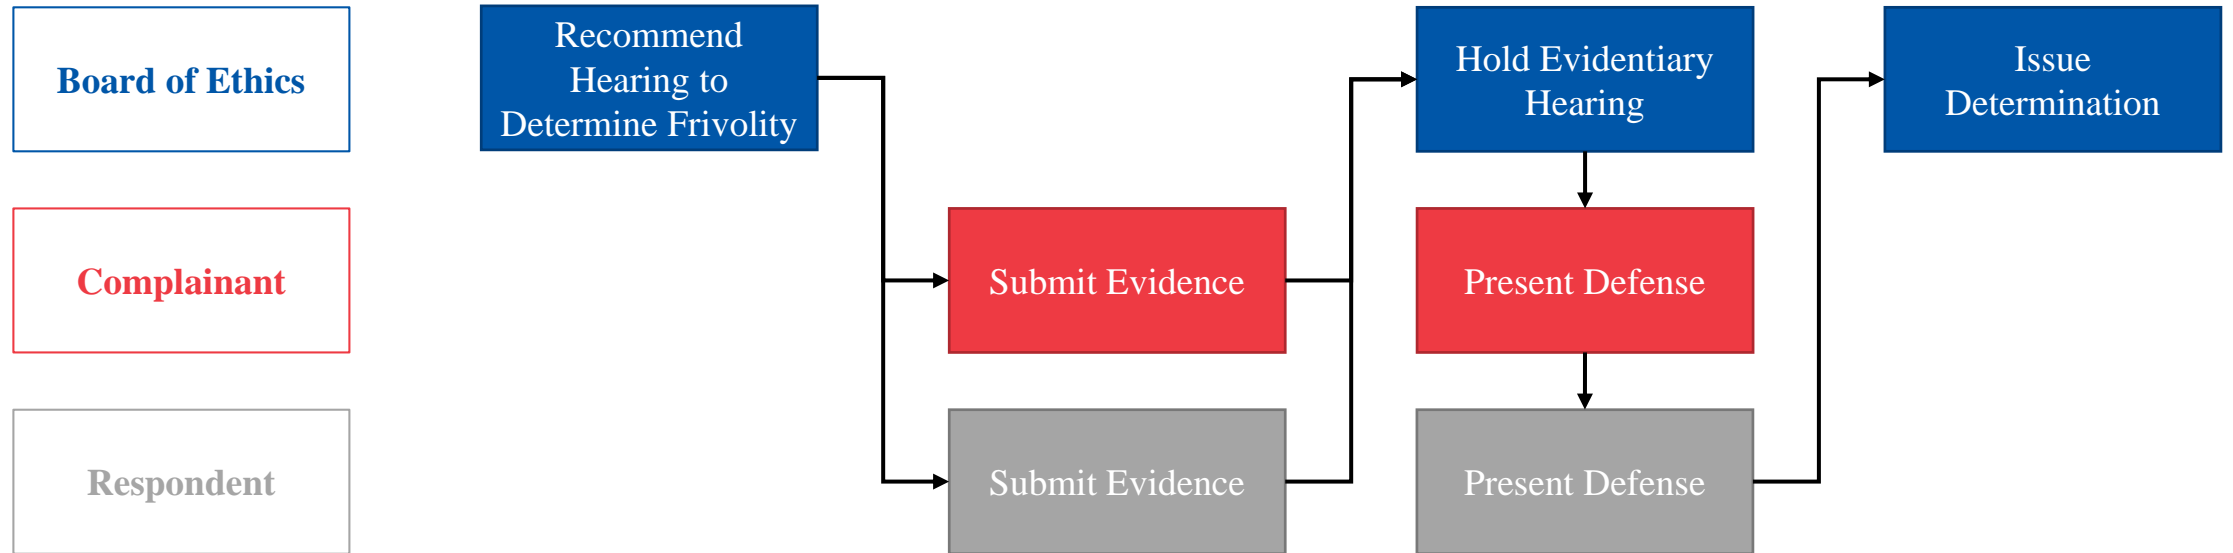 Board of Ethics
Recommend
Hearing to
Determine Frivolity
Hold Evidentiary
Hearing
Issue
Determination
Complainant
Submit Evidence
Present Defense
Respondent
Submit Evidence
Present Defense